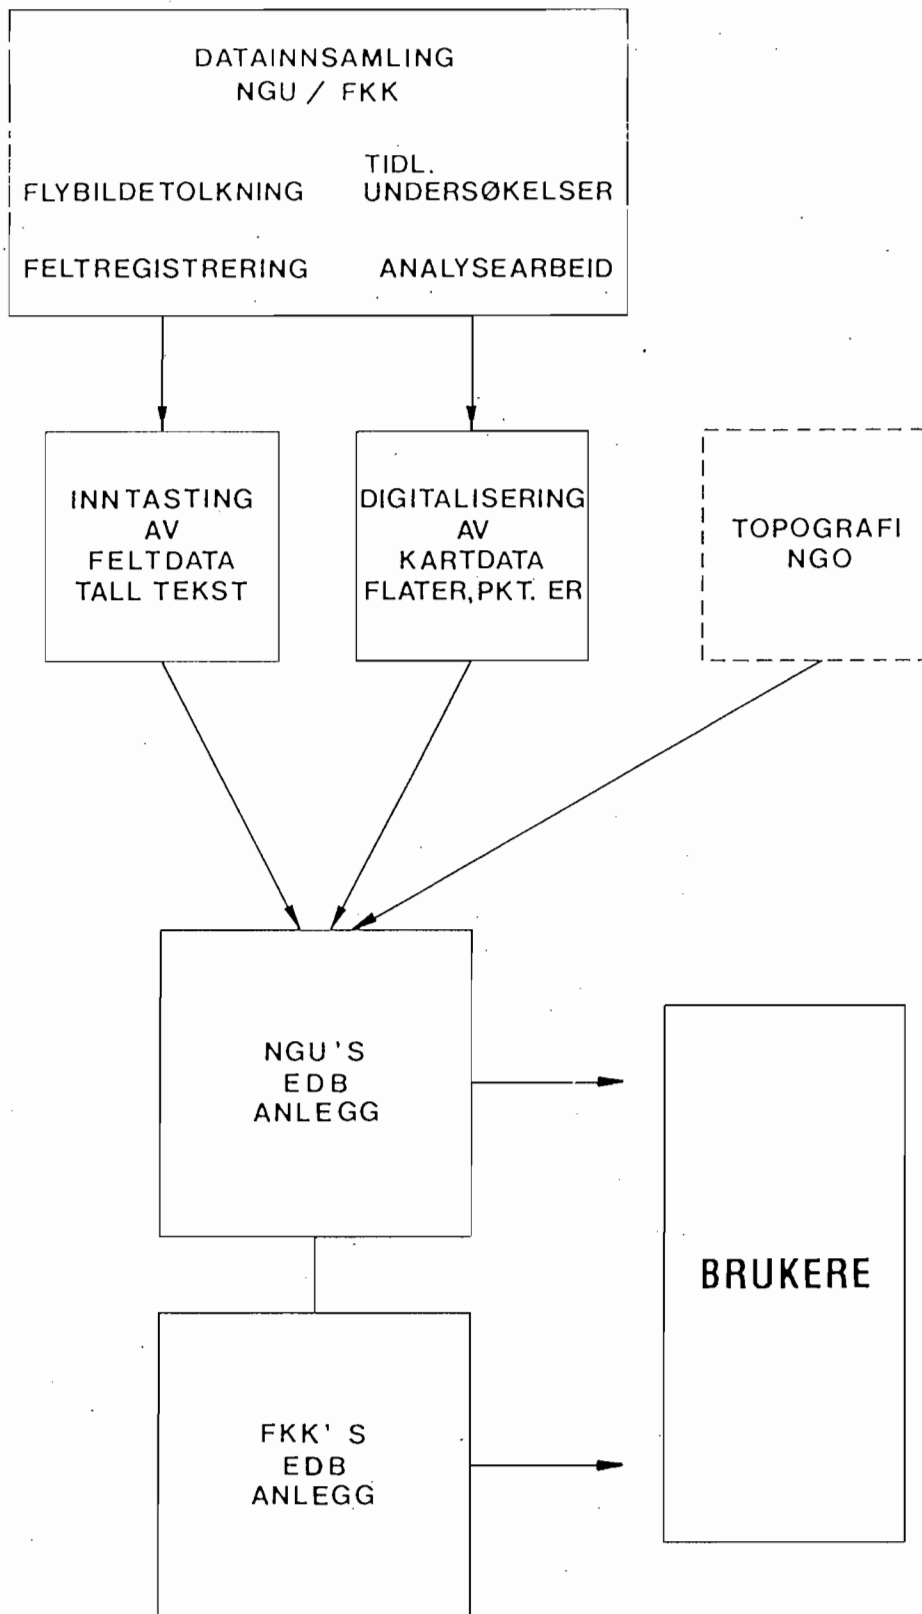 DATAINNSAMLING
NGU / FKK
FLYBILDETOLKNING
TIDL.
UNDERSØKELSER
FELTREGISTRERING
ANALYSEARBEID
INNTASTING
AV
FELTDATA
TALL TEKST
DIGITALISERING
AV
KARTDATA
FLATER, PKT. ER
TOPOGRAFI
NGO
NGU'S
EDB
ANLEGG
BRUKERE
FKK'S
EDB
ANLEGG